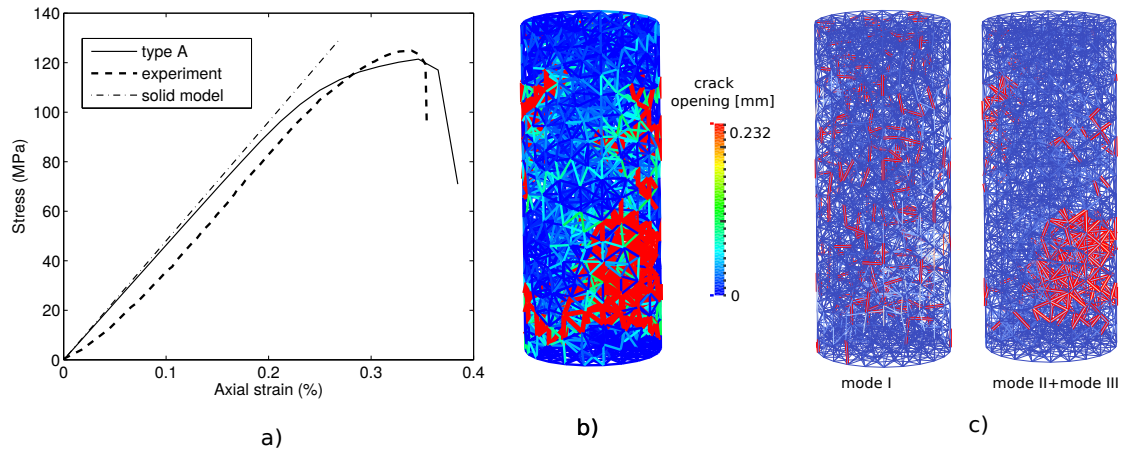 140
120
100
80
60
40
20
0
Stress (MPa)
0 0.1 0.2 0.3 0.4
Axial strain (%)
type A
experiment
solid model
a)
crack
opening [mm]
0.232
0
b)
mode I
mode II+mode III
c)